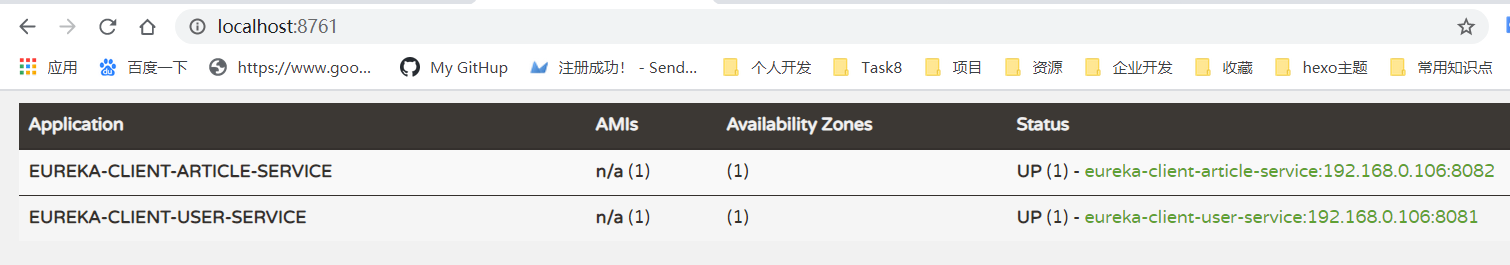 localhost:8761
应用 百度一下 https://www.goo... My GitHup 注册成功！ - Send... 个人开发 Task8 项目 资源 企业开发 收藏 hexo主题 常用知识点
Application AMIs Availability Zones Status
EUREKA-CLIENT-ARTICLE-SERVICE n/a (1) (1) UP (1) - eureka-client-article-service:192.168.0.106:8082
EUREKA-CLIENT-USER-SERVICE n/a (1) (1) UP (1) - eureka-client-user-service:192.168.0.106:8081